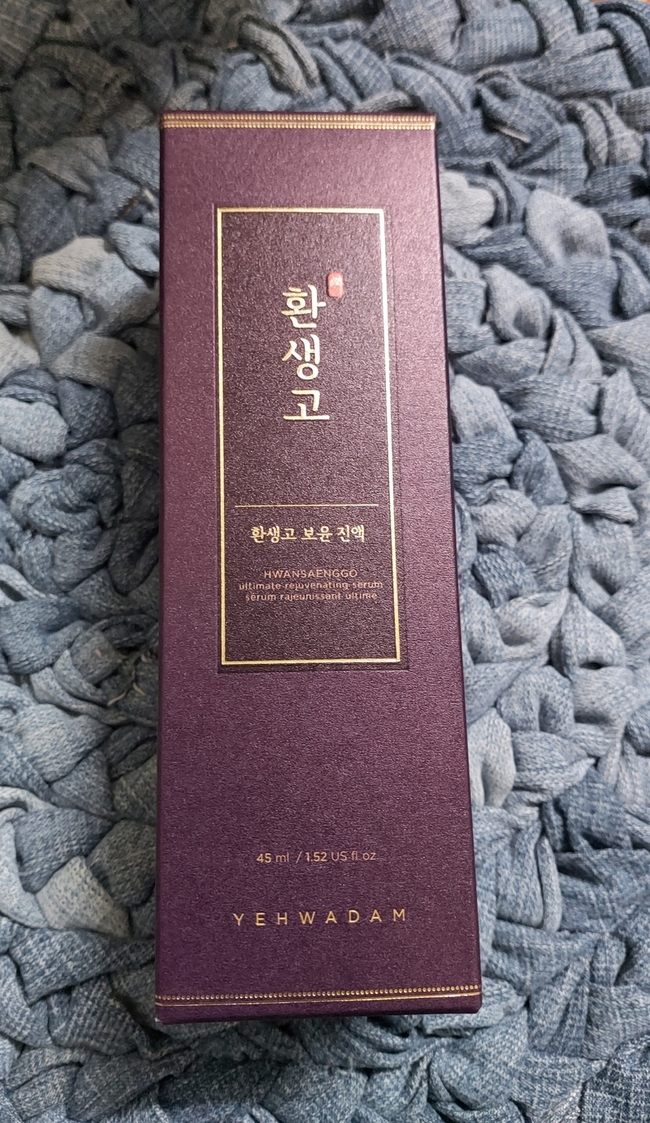 환생고
환생고 보윤 진액
HWANSAENGGO
ultimate rejuvenating serum
sérum rajeunissant ultime
45 ml / 1.52 US fl.oz.
YEHWADAM